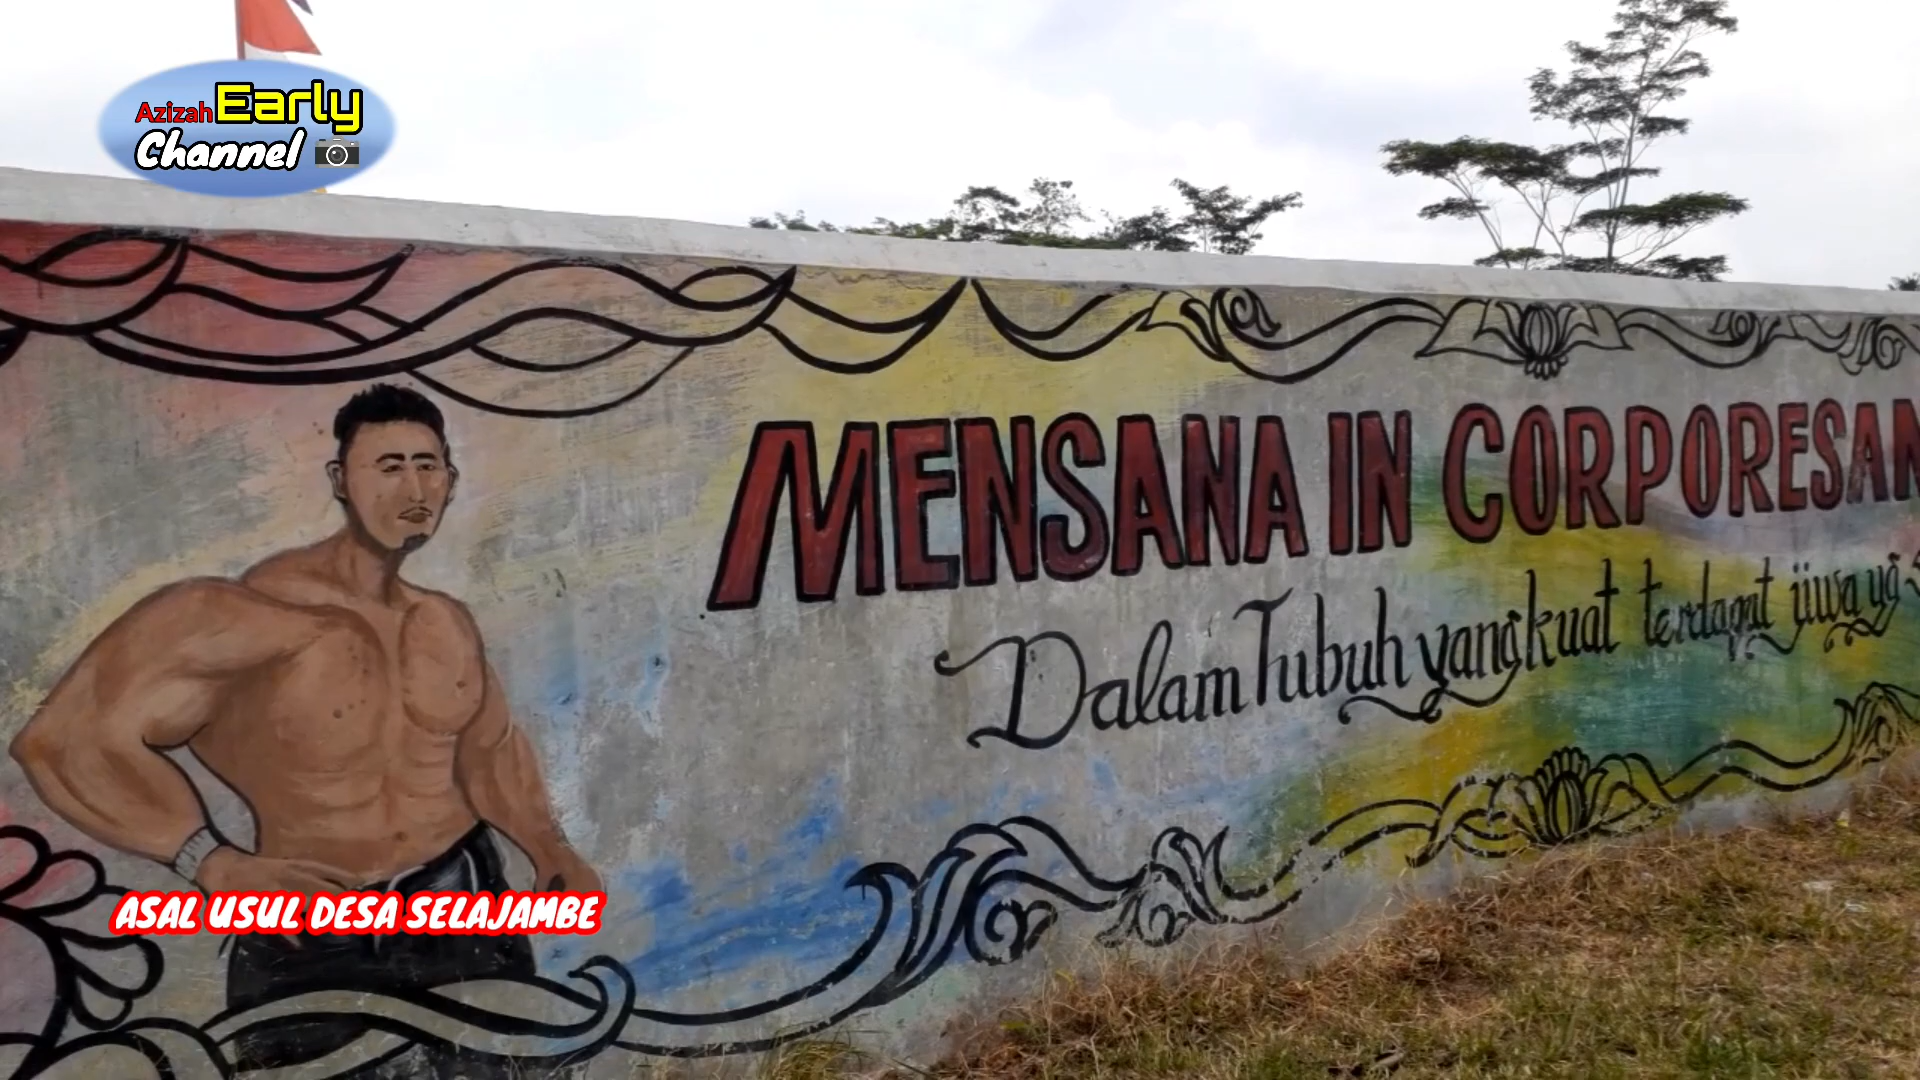 Azizah Early
Channel
MENSANA IN CORPORESAN
Dalam Tubuh yang kuat terdapat jiwa yg
ASAL USUL DESA SELAJAMBE